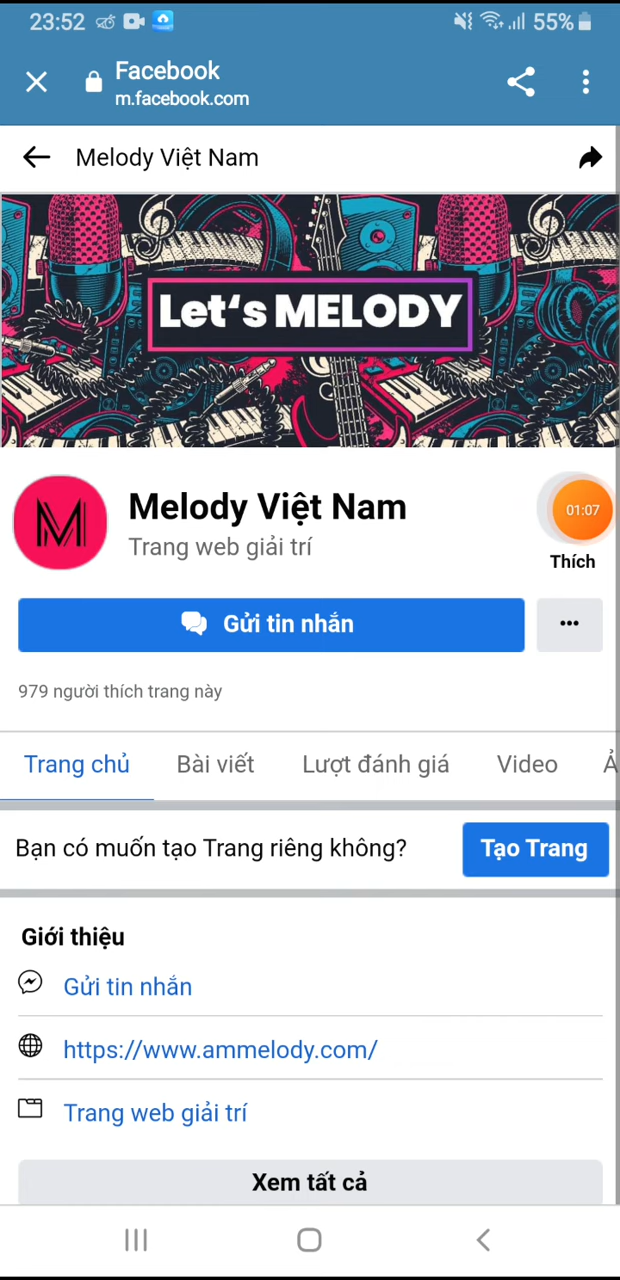 23:52
55%
Facebook
m.facebook.com
Melody Việt Nam
Let's MELODY
M
Melody Việt Nam
Trang web giải trí
01:07
Thích
Gửi tin nhắn
979 người thích trang này
Trang chủ Bài viết Lượt đánh giá Video Ả
Bạn có muốn tạo Trang riêng không?
Tạo Trang
Giới thiệu
Gửi tin nhắn
https://www.ammelody.com/
Trang web giải trí
Xem tất cả